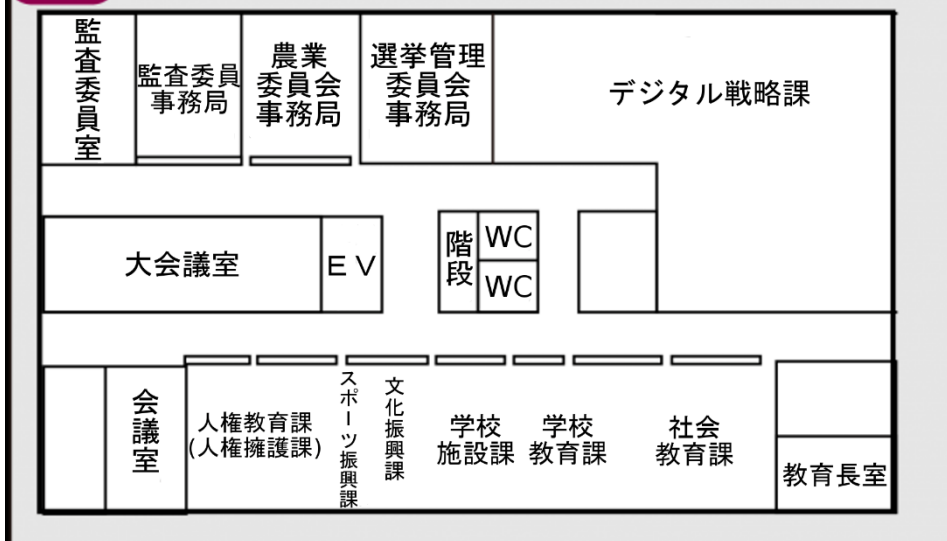 監査委員室
監査委員
事務局
農業
委員会
事務局
選挙管理
委員会
事務局
デジタル戦略課
大会議室
ＥＶ
階段
WC
WC
会議室
人権教育課
(人権擁護課)
スポーツ振興課
文化振興課
学校
施設課
学校
教育課
社会
教育課
教育長室